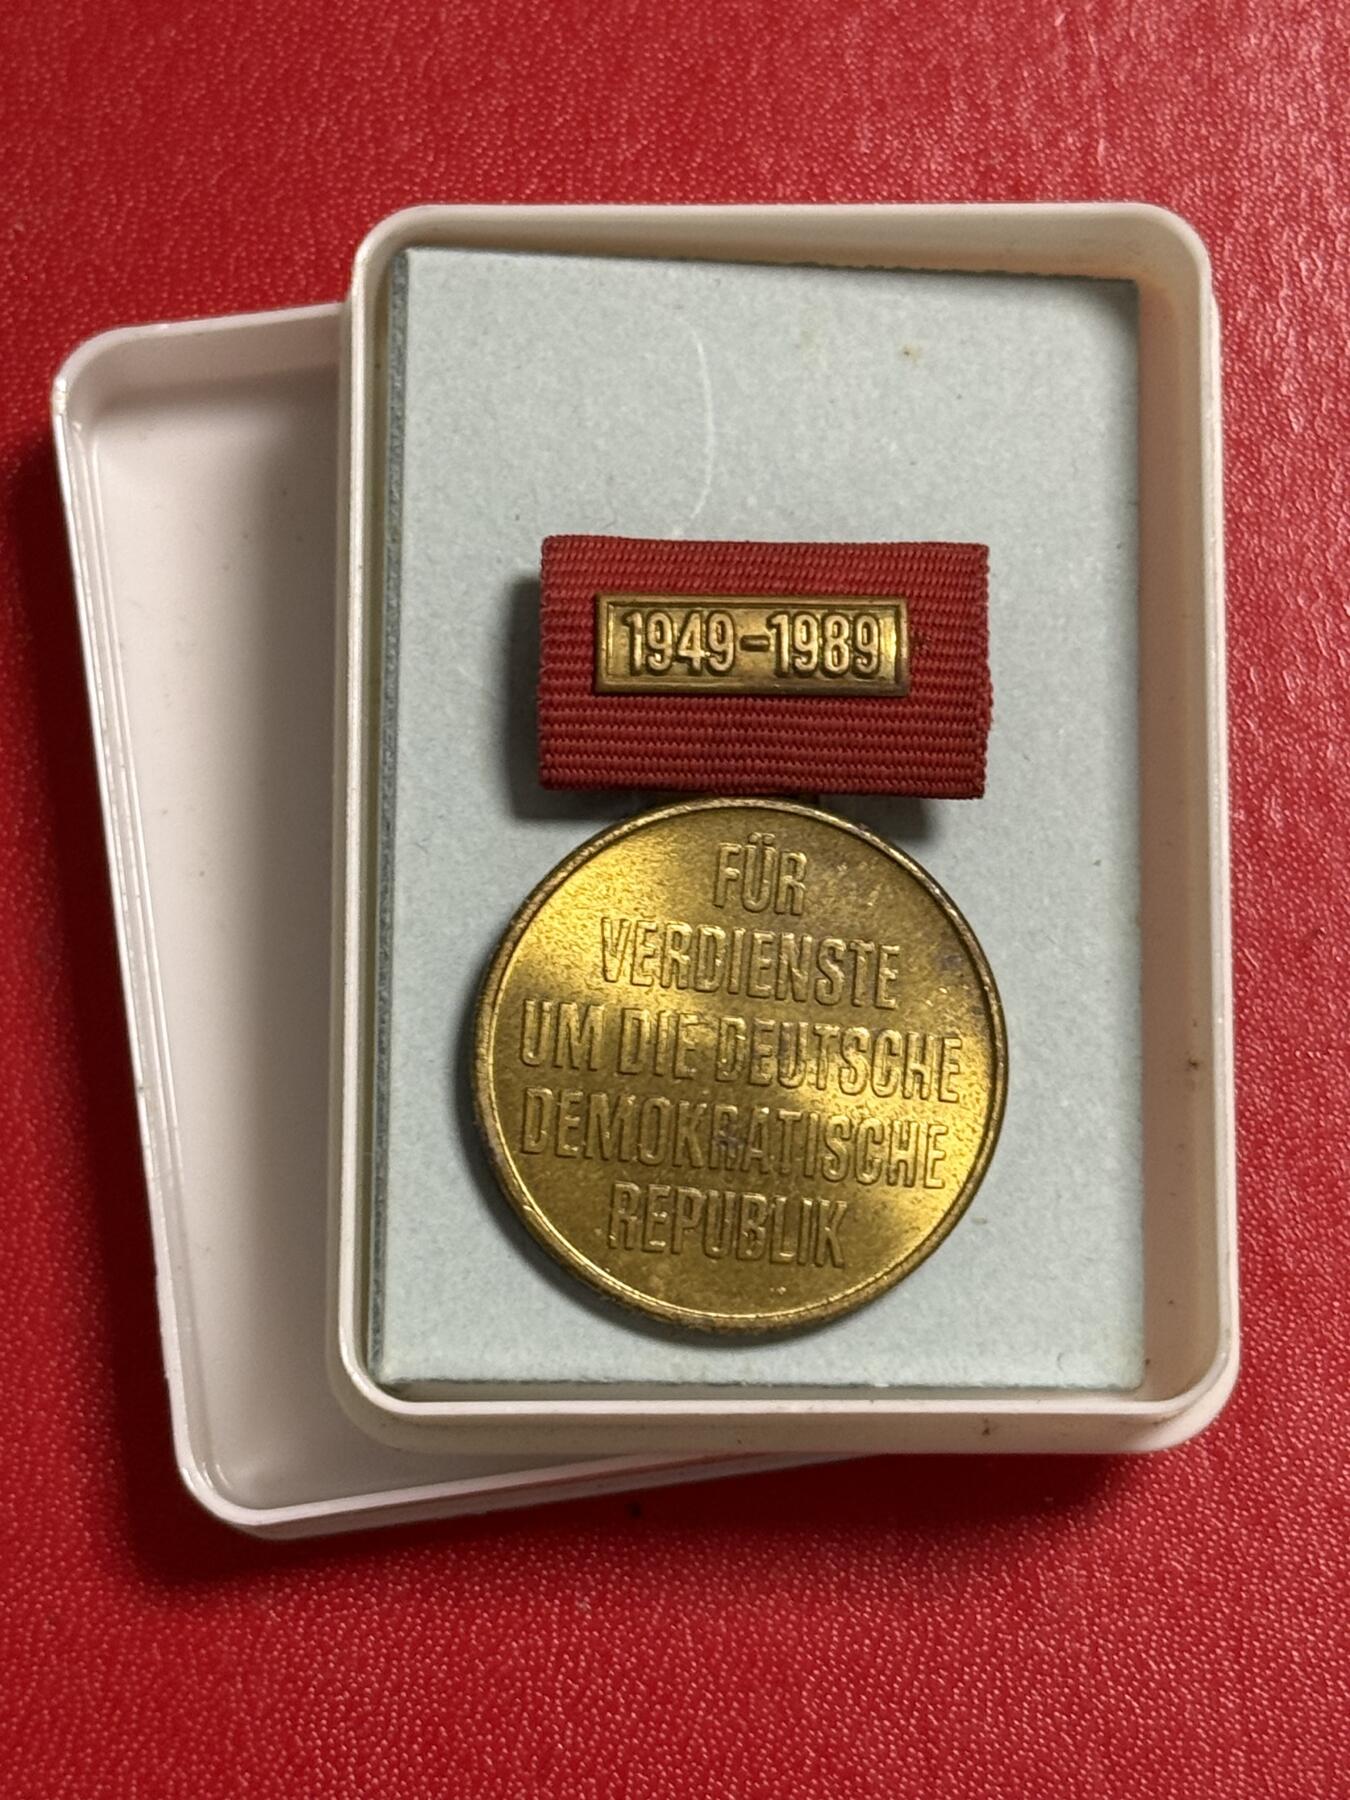 1949-1989
FÜR
VERDIENSTE
UM DIE DEUTSCHE
DEMOKRATISCHE
REPUBLIK